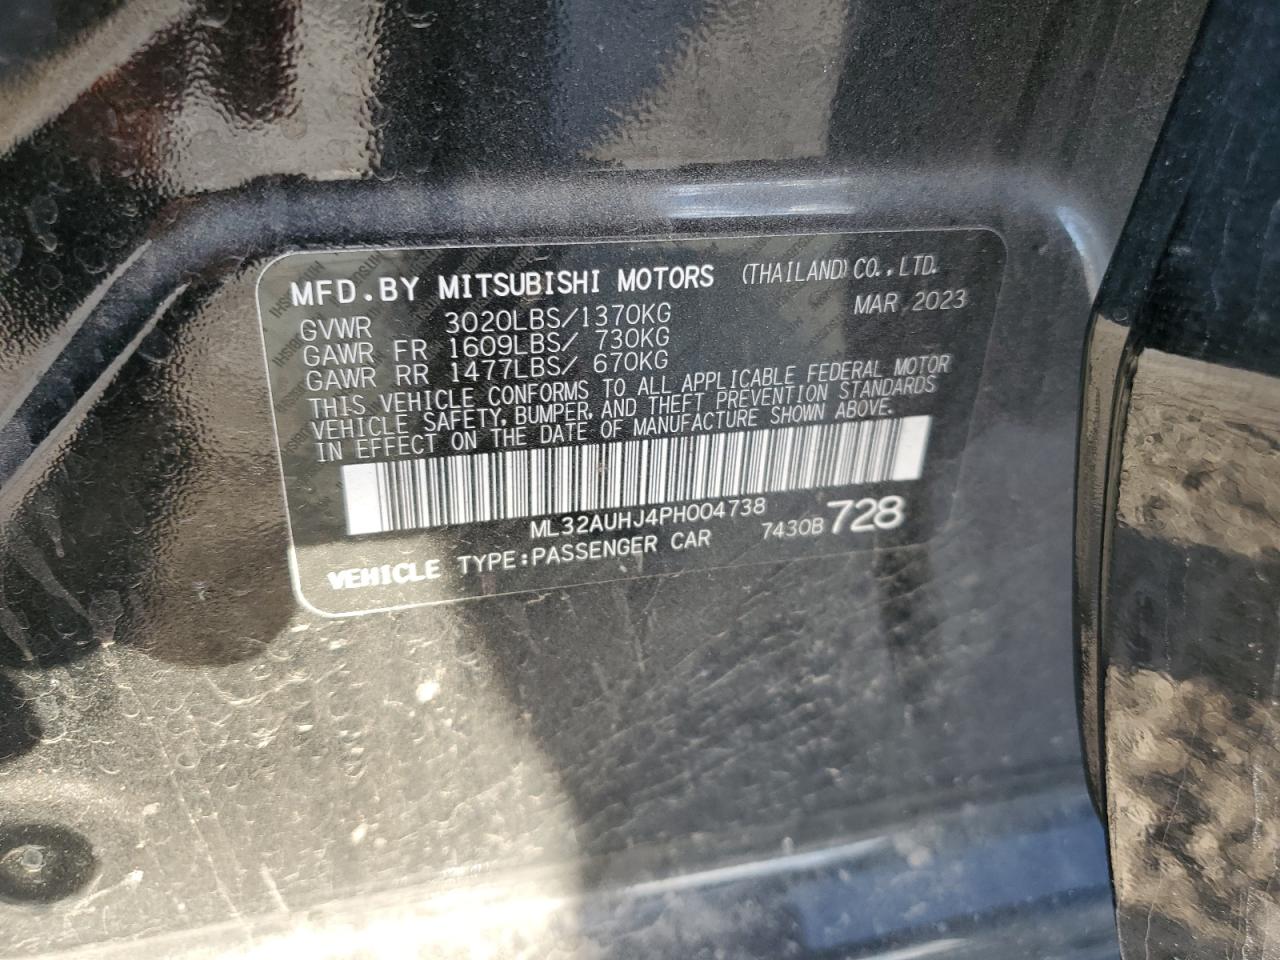 MFD.BY MITSUBISHI MOTORS (THAILAND) CO.,LTD.
MAR 2023
GVWR 3020LBS/1370KG
GAWR FR 1609LBS/ 730KG
GAWR RR 1477LBS/ 670KG
THIS VEHICLE CONFORMS TO ALL APPLICABLE FEDERAL MOTOR
VEHICLE SAFETY, BUMPER, AND THEFT PREVENTION STANDARDS
IN EFFECT ON THE DATE OF MANUFACTURE SHOWN ABOVE.
ML32AUHJ4PH004738
VEHICLE TYPE:PASSENGER CAR 7430B 728